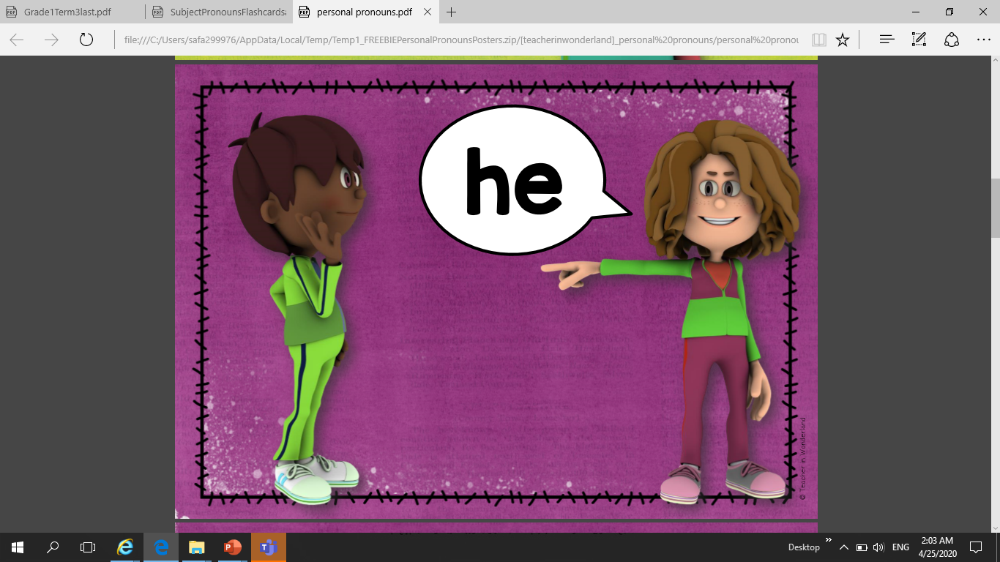 Grade1Term3last.pdf
SubjectPronounsFlashcards
personal pronouns.pdf
file:///C:/Users/safa299976/AppData/Local/Temp/Temp1_FREEBIEPersonalPronounsPosters.zip/[teacherinwonderland]_personal%20pronouns/personal%20pronou
he
© Teacher in Wonderland
Desktop
ENG
2:03 AM
4/25/2020